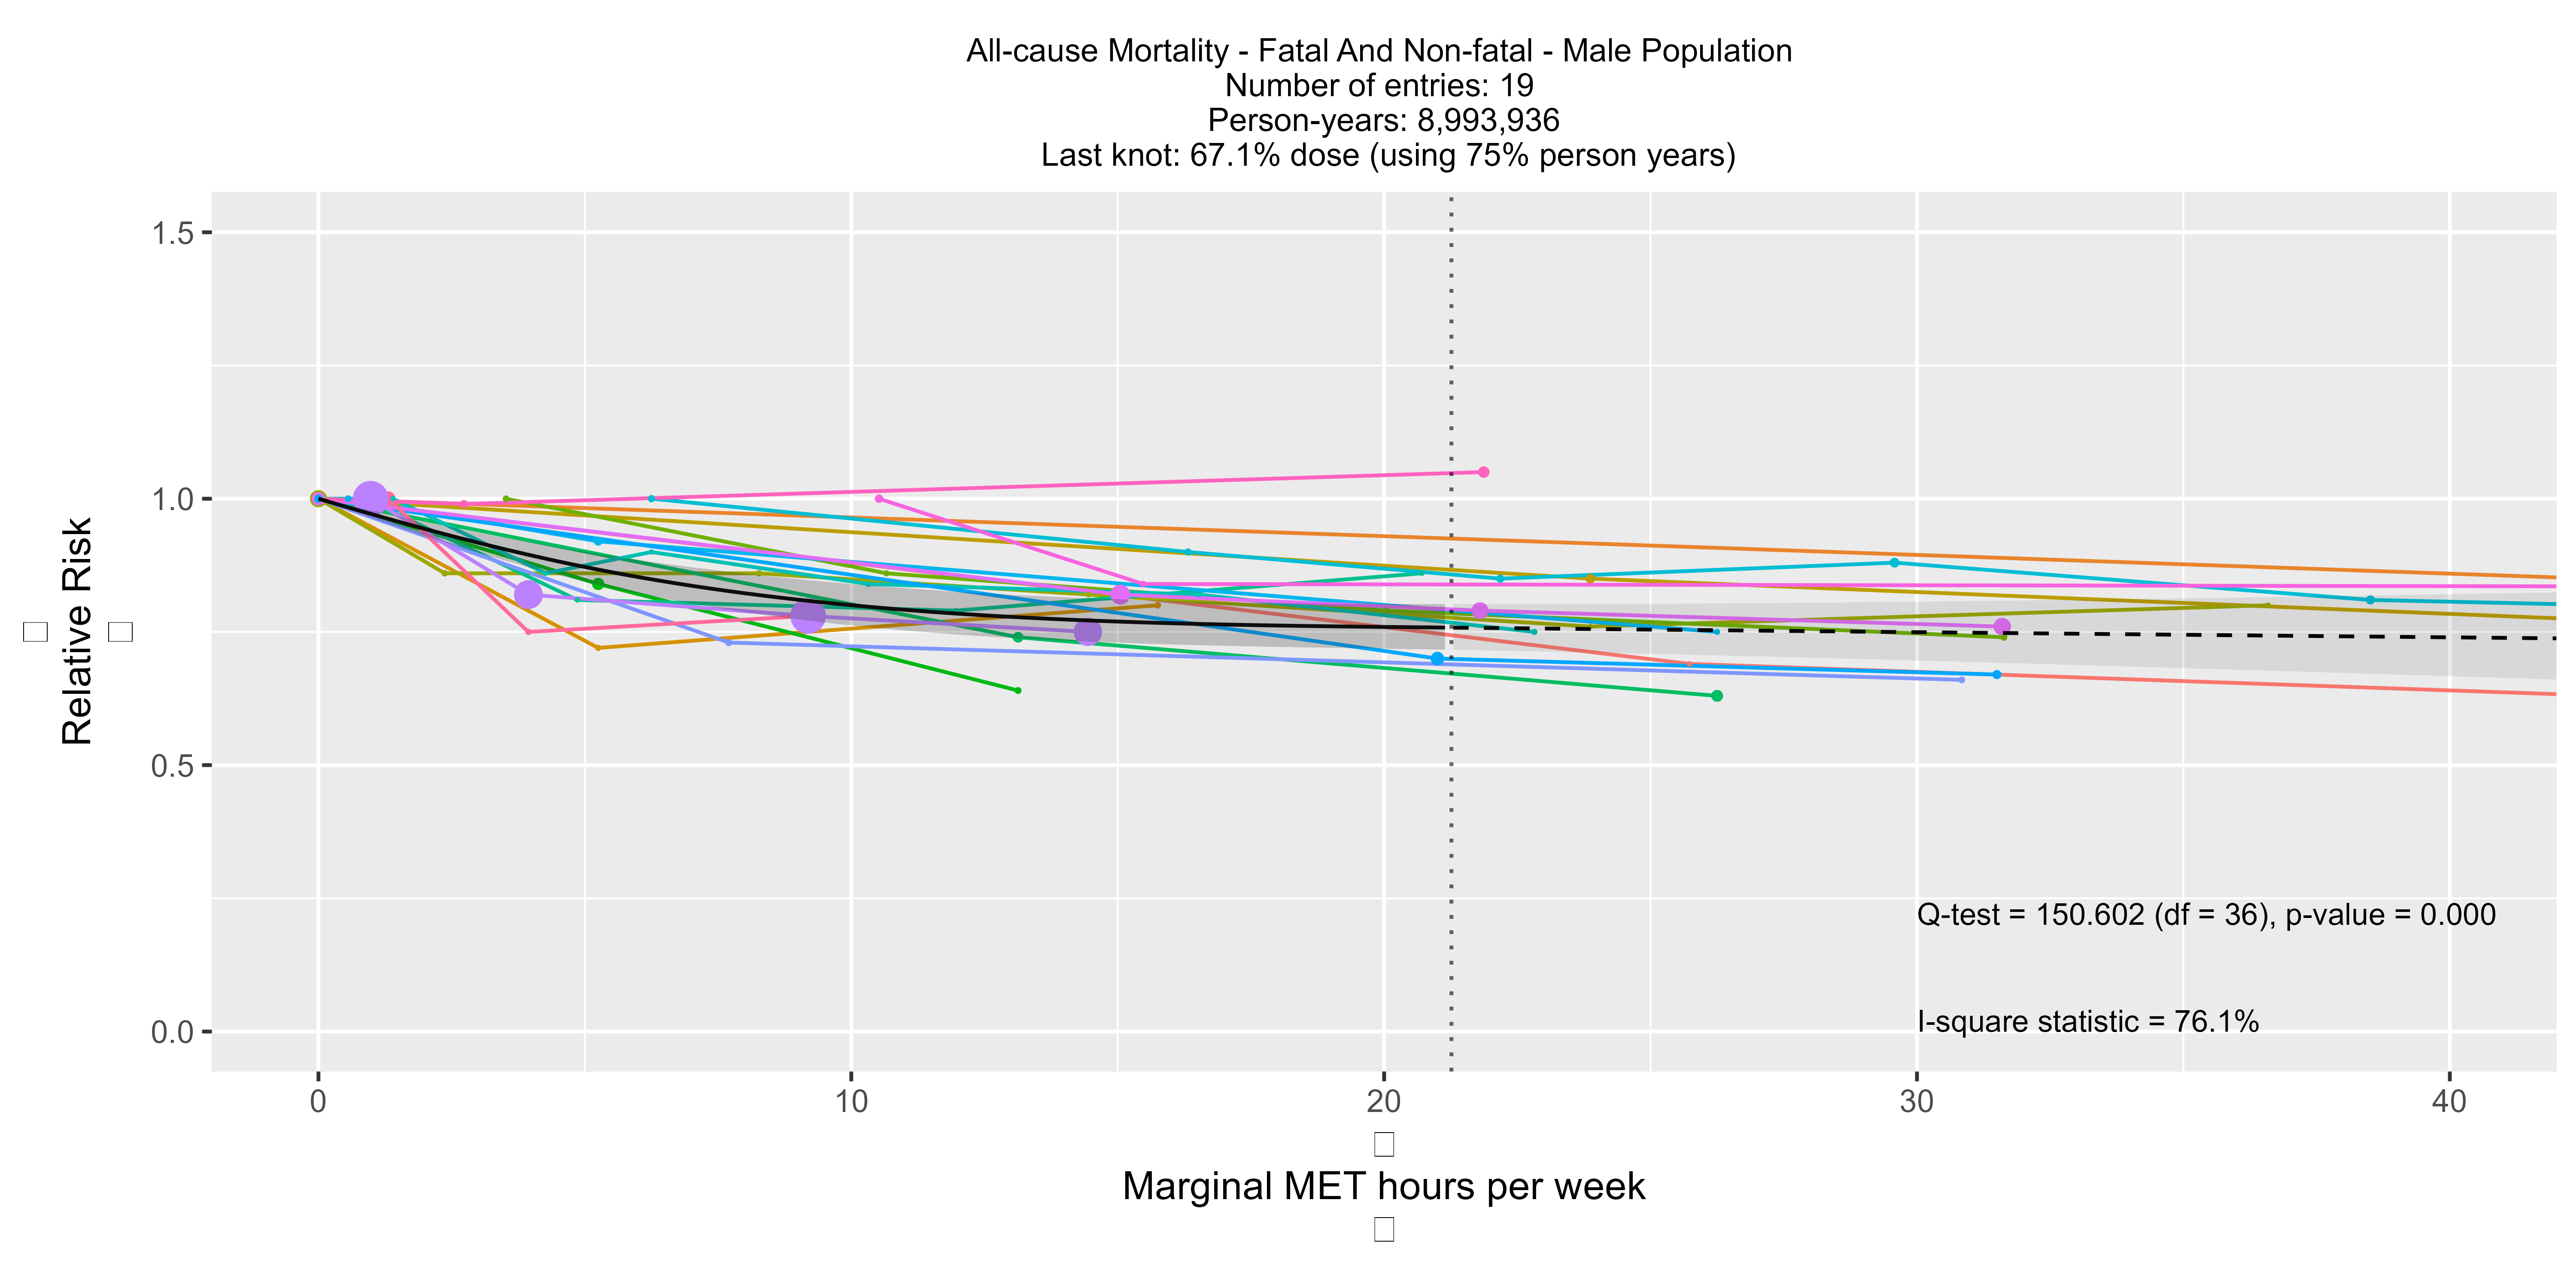 All-cause Mortality - Fatal And Non-fatal - Male Population
Number of entries: 19
Person-years: 8,993,936
Last knot: 67.1% dose (using 75% person years)
Relative Risk
1.5
1.0
0.5
0.0
Q-test = 150.602 (df = 36), p-value = 0.000
I-square statistic = 76.1%
0 10 20 30 40
Marginal MET hours per week